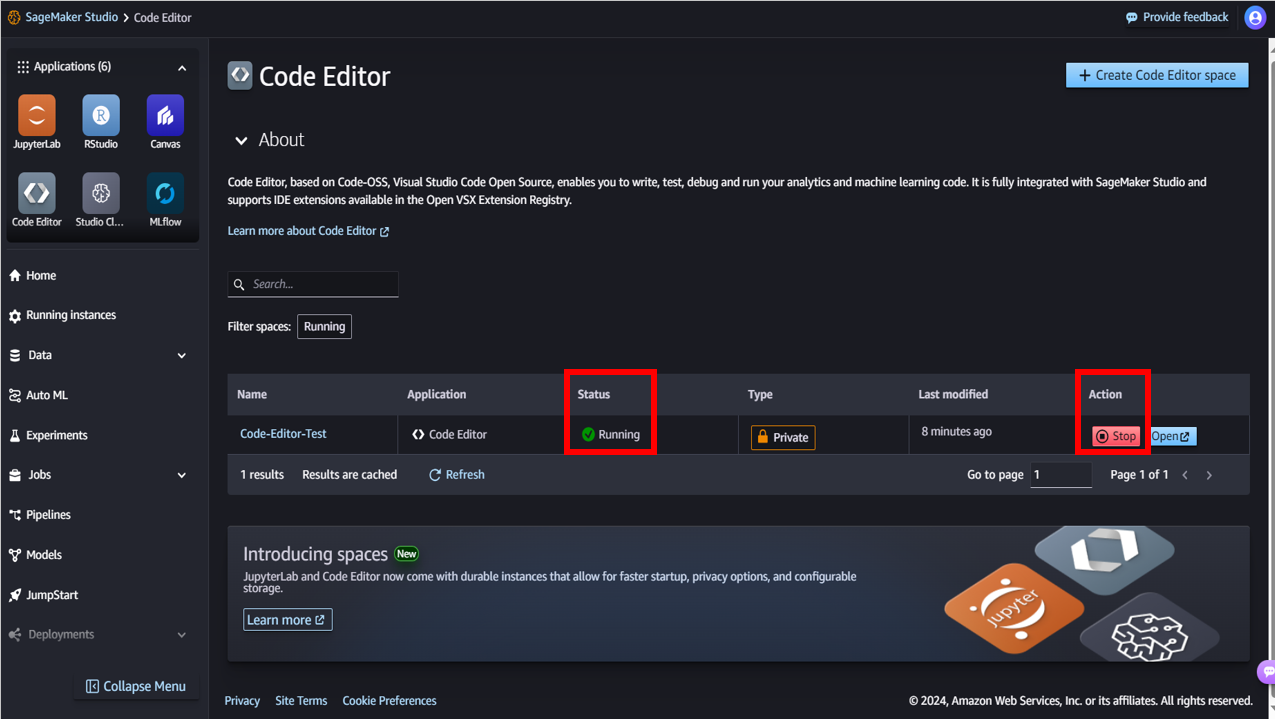 SageMaker Studio > Code Editor
Provide feedback
Applications (6)
JupyterLab
R
RStudio
Canvas
Code Editor
Studio Cl...
MLflow
Home
Running instances
Data
Auto ML
Experiments
Jobs
Pipelines
Models
JumpStart
Deployments
Collapse Menu
Code Editor
+ Create Code Editor space
About
Code Editor, based on Code-OSS, Visual Studio Code Open Source, enables you to write, test, debug and run your analytics and machine learning code. It is fully integrated with SageMaker Studio and
supports IDE extensions available in the Open VSX Extension Registry.
Learn more about Code Editor
Search...
Filter spaces: Running
Name Application Status Type Last modified Action
Code-Editor-Test Code Editor Running Private 8 minutes ago Stop Open
1 results Results are cached Refresh Go to page 1 Page 1 of 1
Introducing spaces New
JupyterLab and Code Editor now come with durable instances that allow for faster startup, privacy options, and configurable
storage.
Learn more
jupyter
Privacy Site Terms Cookie Preferences © 2024, Amazon Web Services, Inc. or its affiliates. All rights reserved.